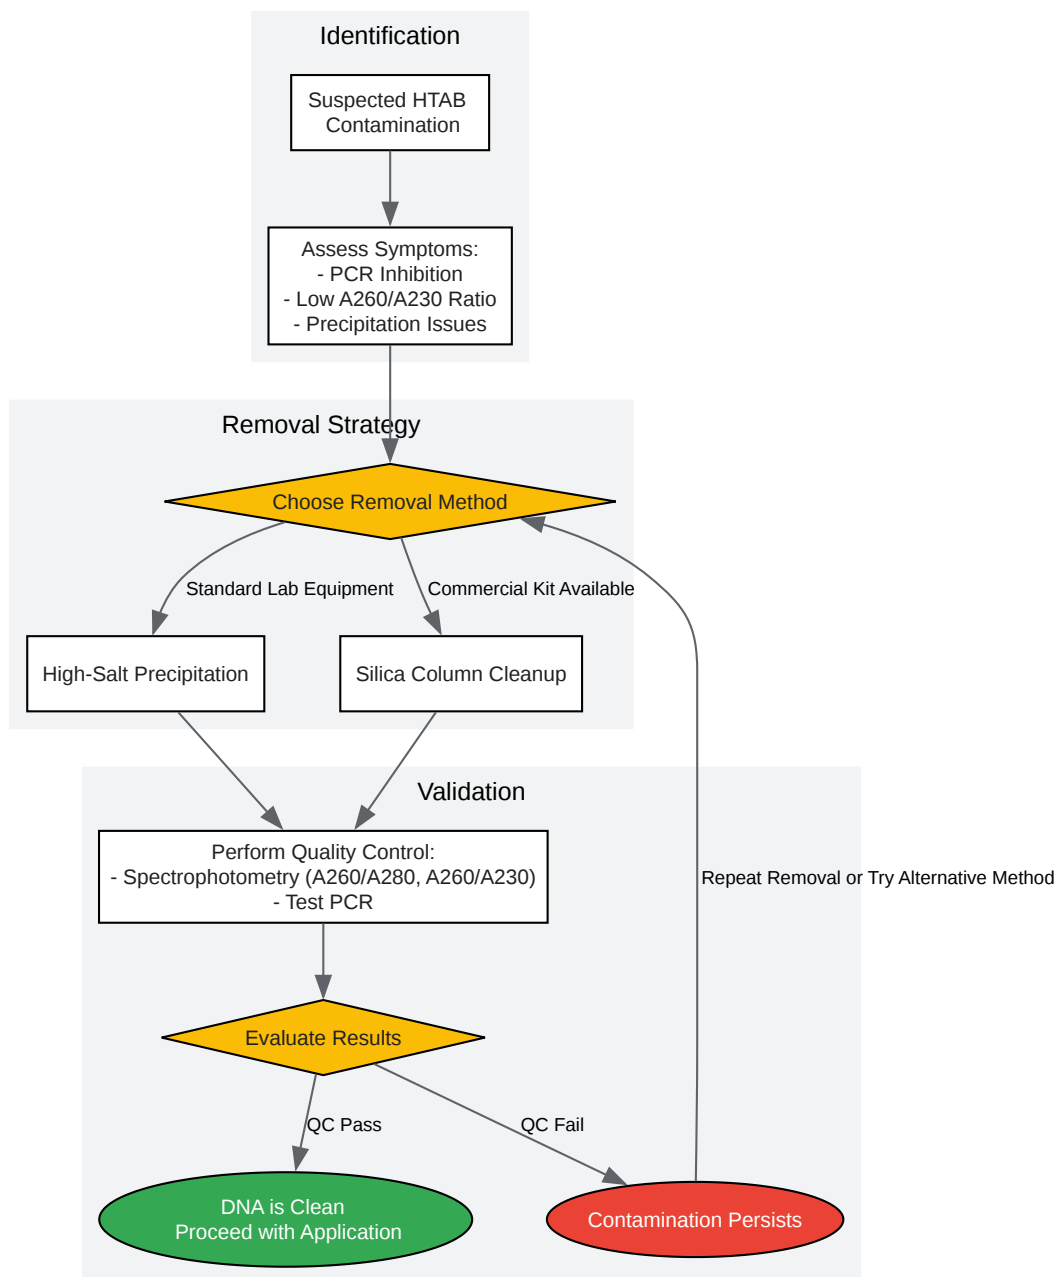 Identification
Suspected HTAB
Contamination
Assess Symptoms:
- PCR Inhibition
- Low A260/A230 Ratio
- Precipitation Issues
Removal Strategy
Choose Removal Method
Standard Lab Equipment
Commercial Kit Available
High-Salt Precipitation
Silica Column Cleanup
Validation
Perform Quality Control:
- Spectrophotometry (A260/A280, A260/A230)
- Test PCR
Repeat Removal or Try Alternative Method
Evaluate Results
QC Pass
QC Fail
DNA is Clean
Proceed with Application
Contamination Persists